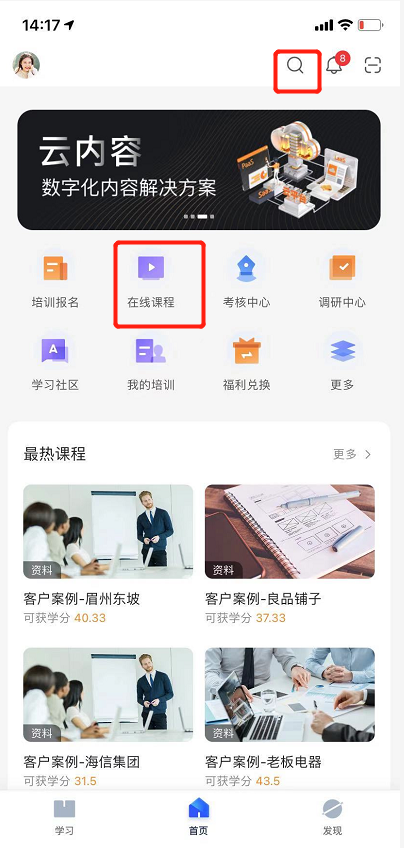 14:17
8
云内容
数字化内容解决方案
培训报名
在线课程
考核中心
调研中心
学习社区
我的培训
福利兑换
更多
最热课程
更多
资料
资料
客户案例-眉州东坡
客户案例-良品铺子
可获学分 40.33
可获学分 37.33
资料
资料
客户案例-海信集团
客户案例-老板电器
可获学分 31.5
可获学分 43.5
学习
首页
发现